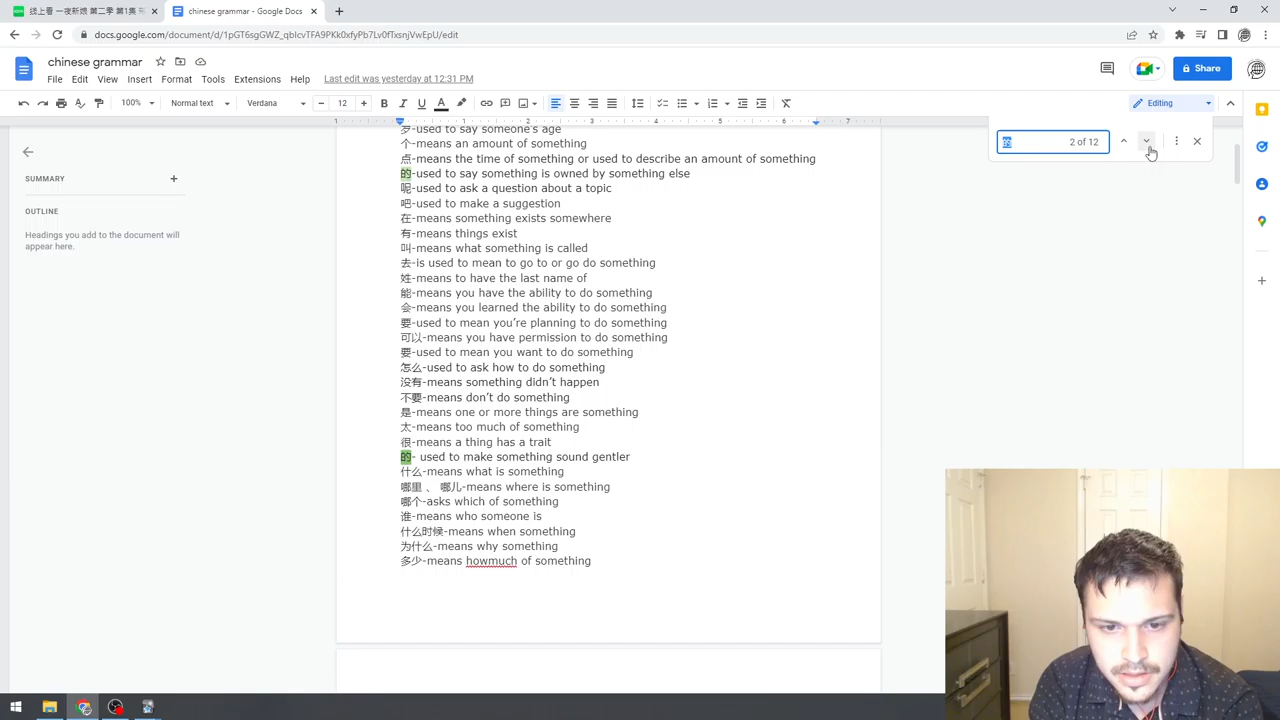 线上看 一夜新娘 第二季 第1集
chinese grammar - Google Docs
docs.google.com/document/d/1pGT6sgGWZ_qbIcvTFA9PKk0xfyPb7Lv0fTxsnjVwEpU/edit
chinese grammar
File Edit View Insert Format Tools Extensions Help Last edit was yesterday at 12:31 PM
Share
100% Normal text Verdana 12 Editing
1 1 2 3 4 5 6 7
的 2 of 12
SUMMARY
OUTLINE
Headings you add to the document will
appear here.
岁-used to say someone's age
个-means an amount of something
点-means the time of something or used to describe an amount of something
的-used to say something is owned by something else
呢-used to ask a question about a topic
吧-used to make a suggestion
在-means something exists somewhere
有-means things exist
叫-means what something is called
去-is used to mean to go to or go do something
姓-means to have the last name of
能-means you have the ability to do something
会-means you learned the ability to do something
要-used to mean you're planning to do something
可以-means you have permission to do something
要-used to mean you want to do something
怎么-used to ask how to do something
没有-means something didn't happen
不要-means don't do something
是-means one or more things are something
太-means too much of something
很-means a thing has a trait
的- used to make something sound gentler
什么-means what is something
哪里 、 哪儿-means where is something
哪个-asks which of something
谁-means who someone is
什么时候-means when something
为什么-means why something
多少-means howmuch of something